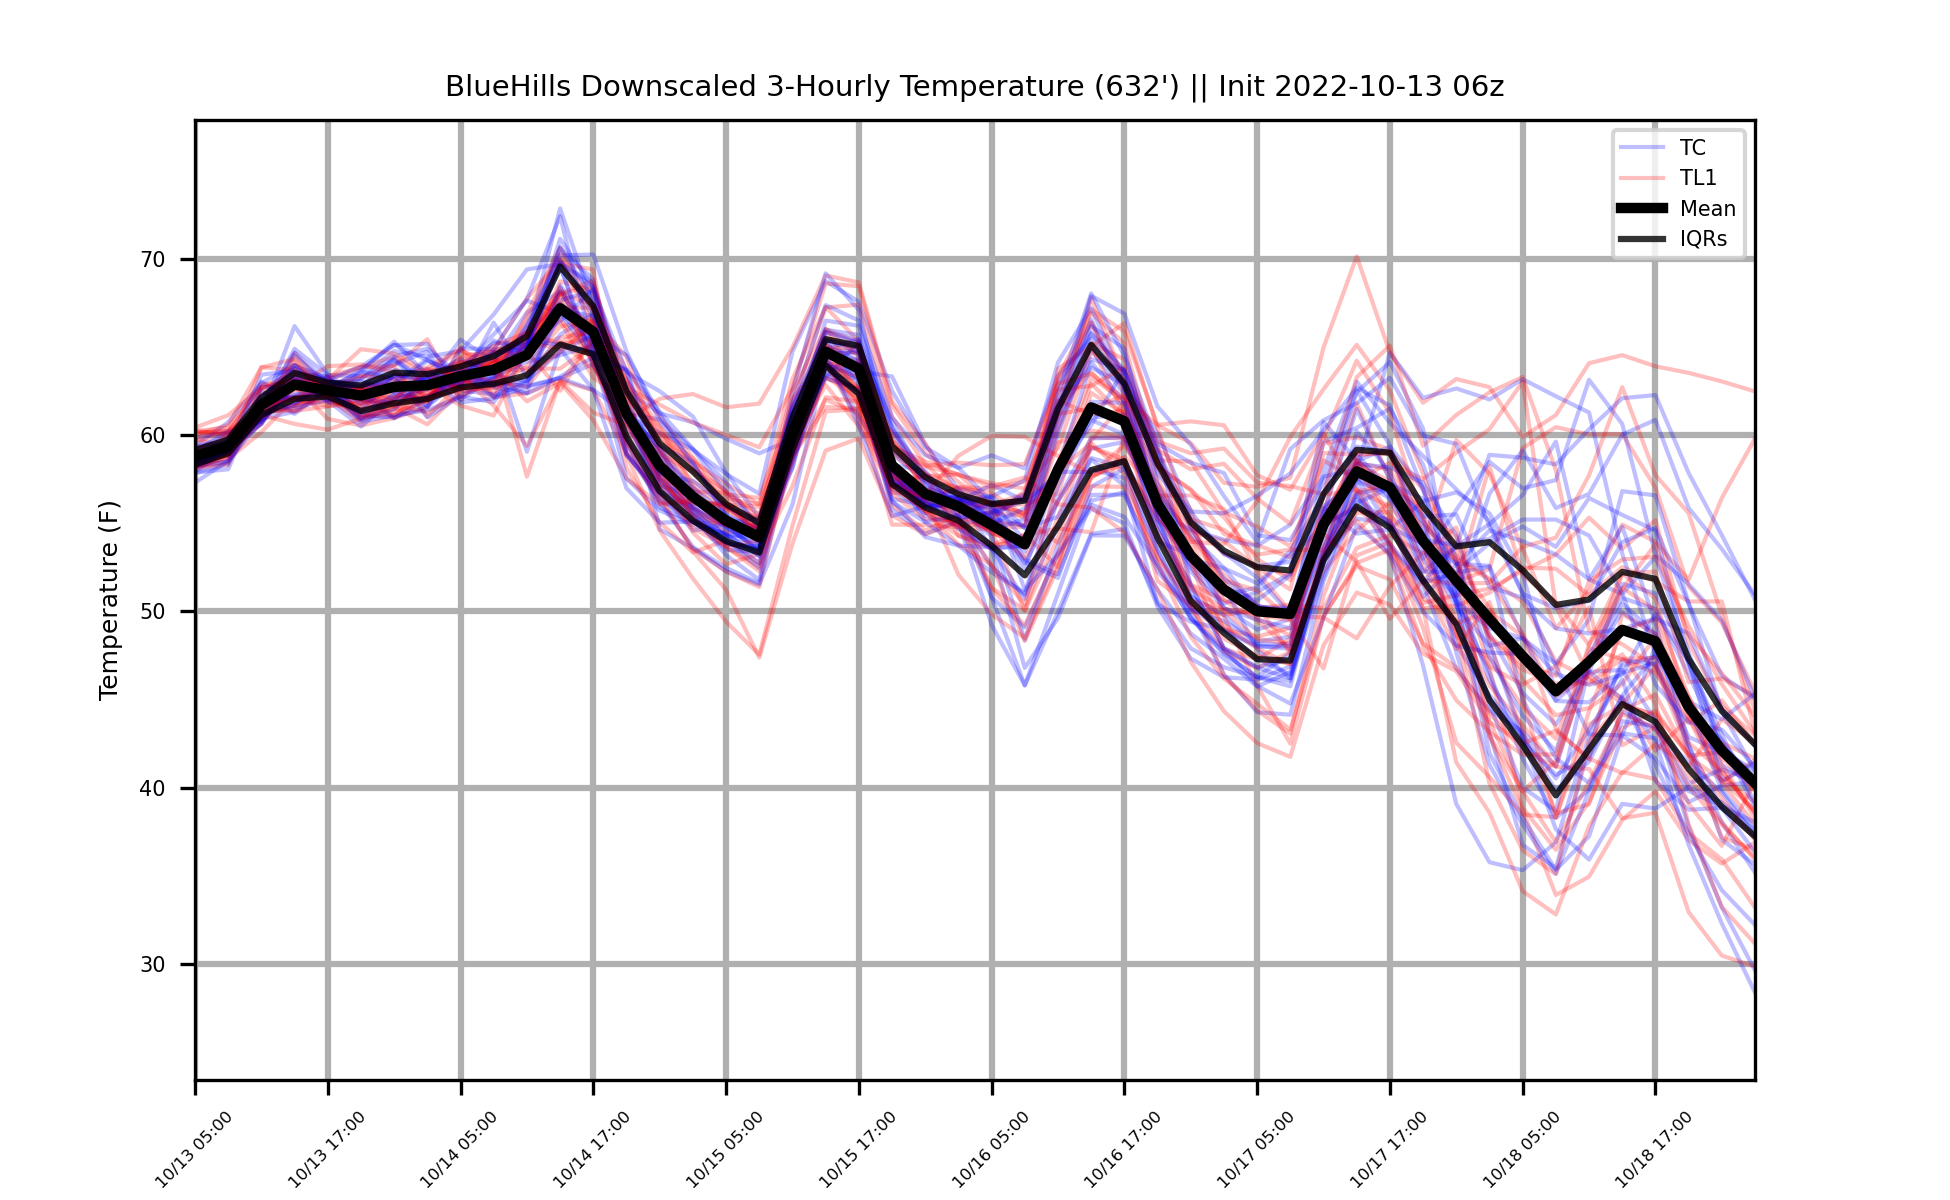 BlueHills Downscaled 3-Hourly Temperature (632') || Init 2022-10-13 06z
TC
TL1
Mean
IQRs
Temperature (F)
70
60
50
40
30
10/13 05:00
10/13 17:00
10/14 05:00
10/14 17:00
10/15 05:00
10/15 17:00
10/16 05:00
10/16 17:00
10/17 05:00
10/17 17:00
10/18 05:00
10/18 17:00